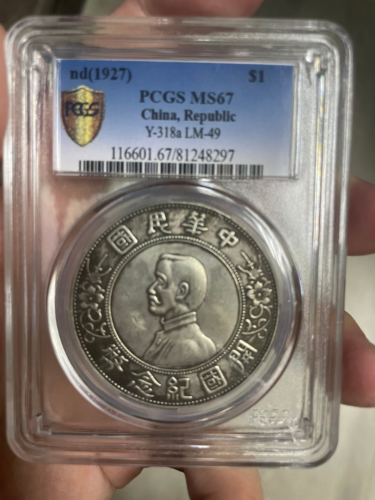 nd(1927) $1
PCGS MS67
China, Republic
Y-318a LM-49
116601.67/81248297
PCGS
國民華中
開國紀念幣